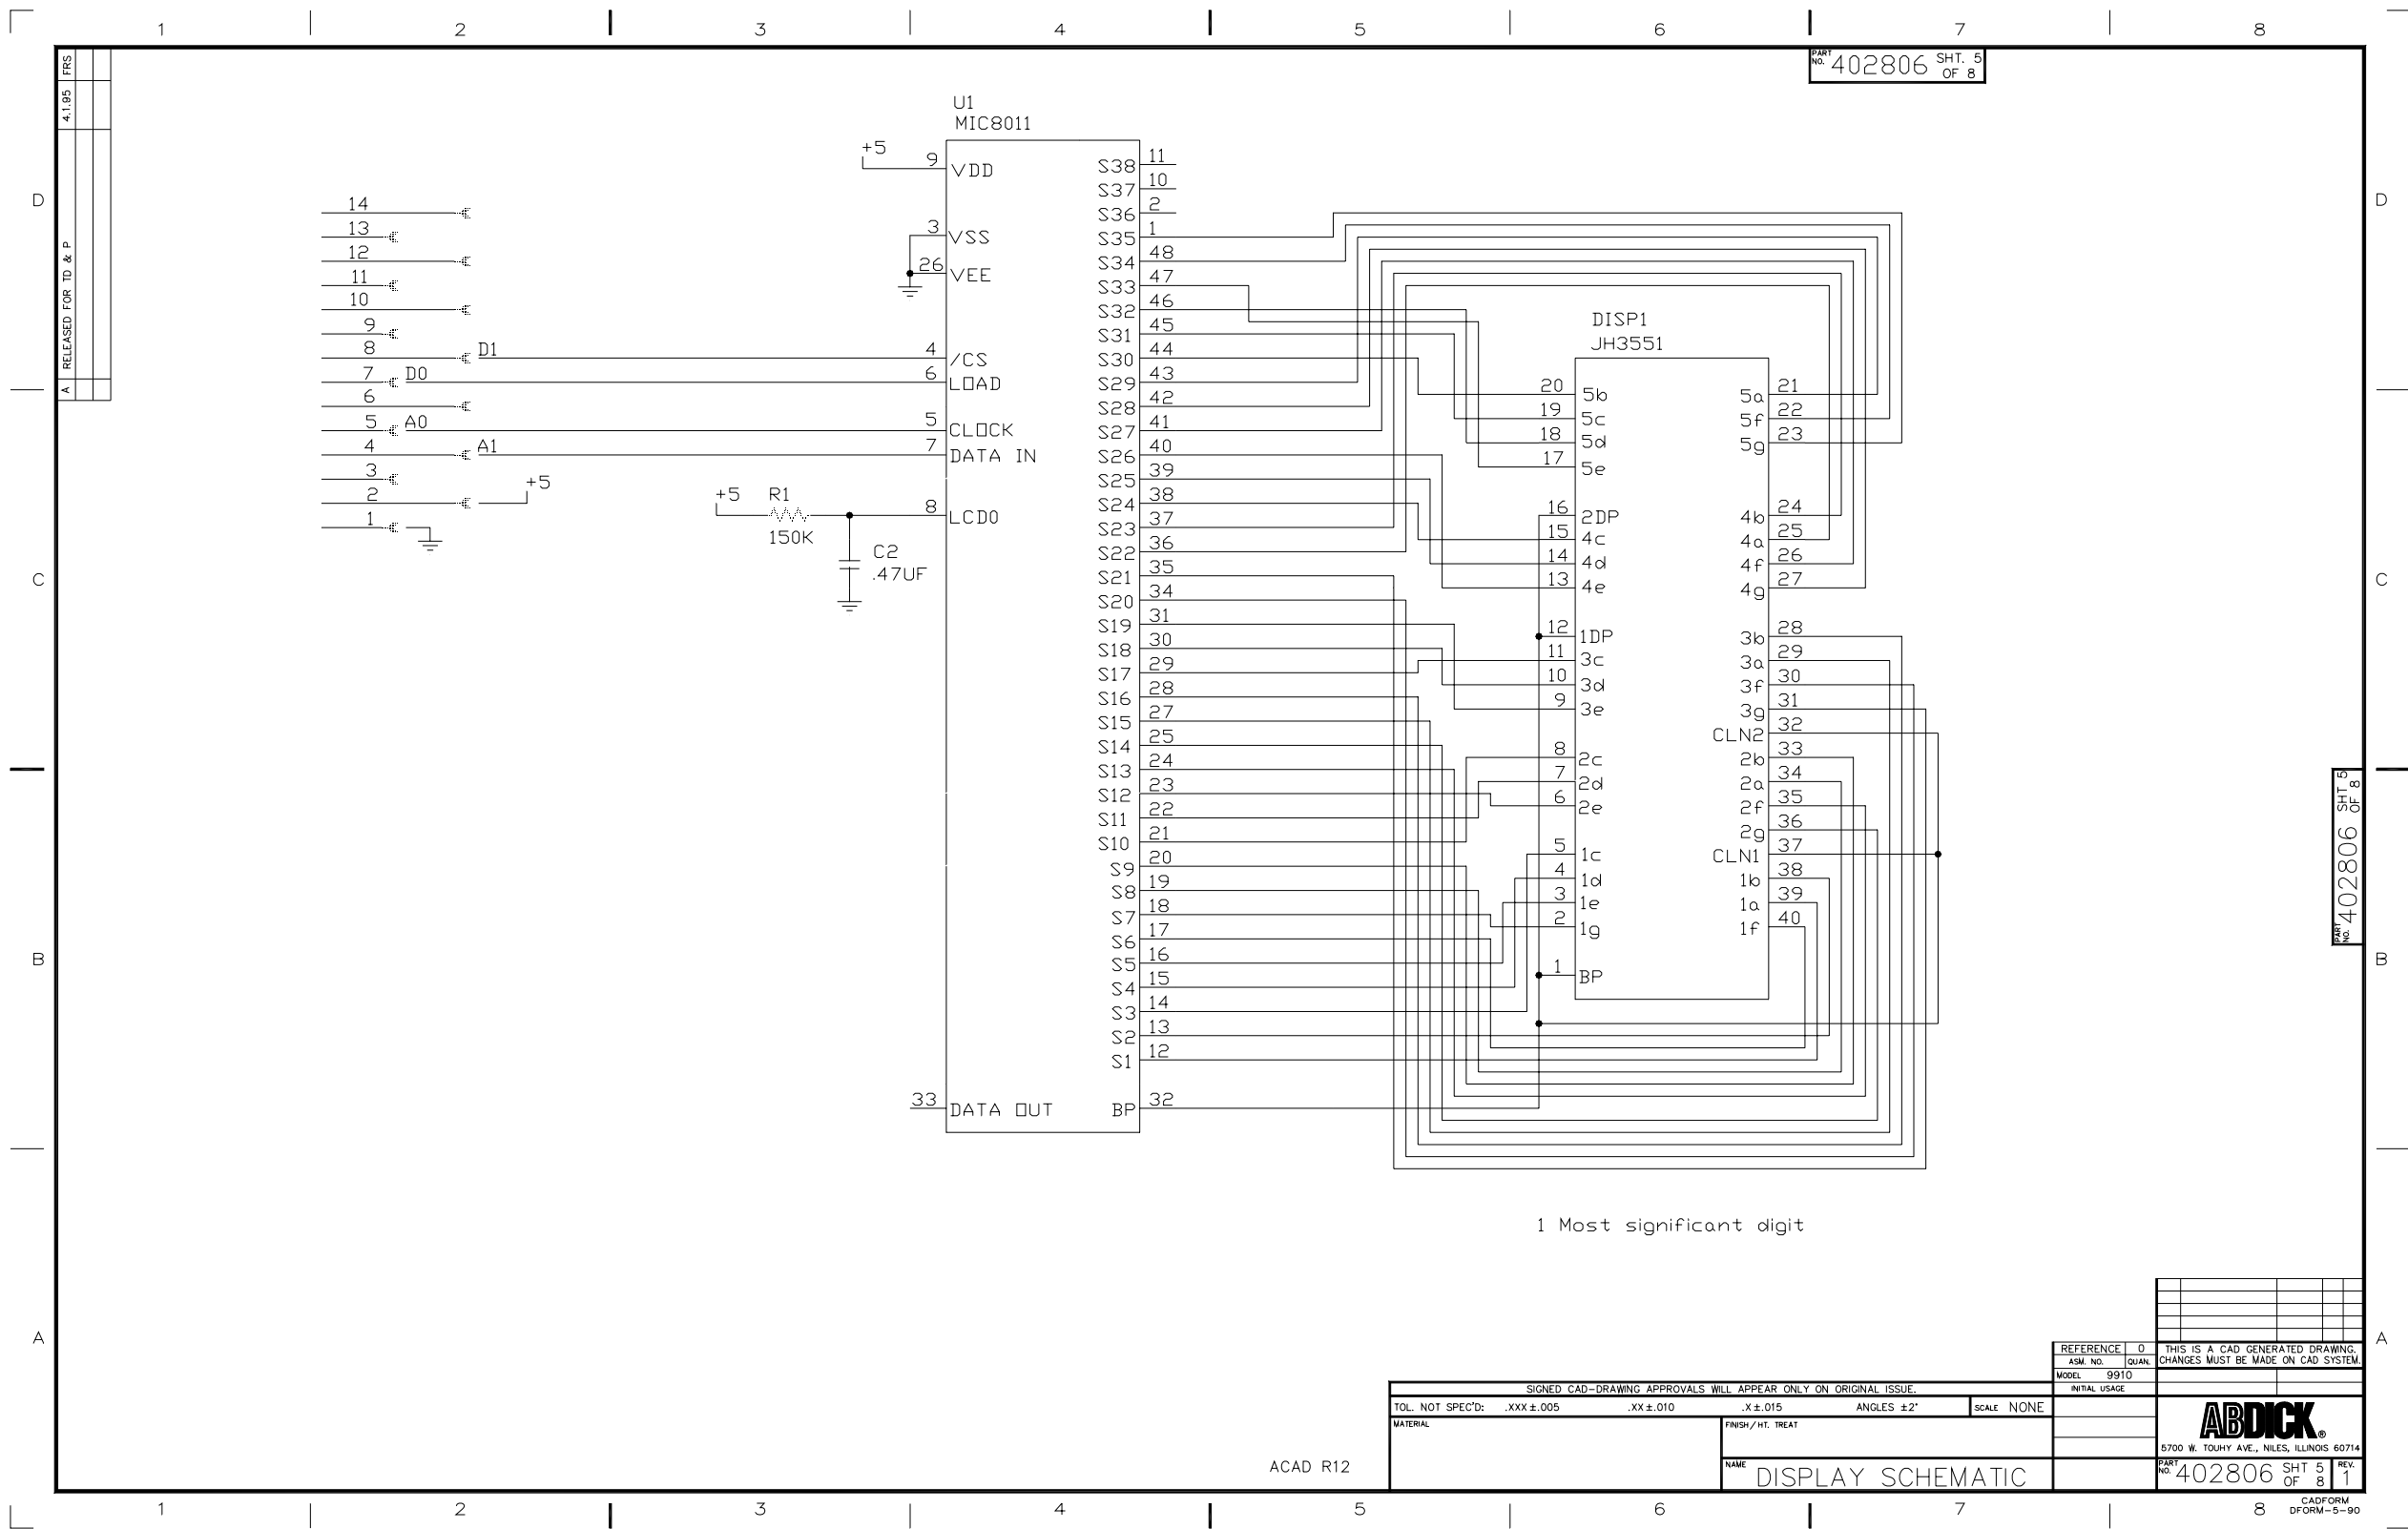 1 2 3 4 5 6 7 8
PART NO. 402806 SHT. 5 OF 8
A RELEASED FOR TD & P 4.1.95 FRS
D
C
B
A
D
C
B
A
U1
MIC8011
+5
9 VDD
3 VSS
26 VEE
4 /CS
6 LOAD
5 CLOCK
7 DATA IN
8 LCDO
33 DATA OUT
14
13
12
11
10
9
8 D1
7 D0
6
5 A0
4 A1
3
2 +5
1
+5 R1
150K
C2
.47UF
S38 11
S37 10
S36 2
S35 1
S34 48
S33 47
S32 46
S31 45
S30 44
S29 43
S28 42
S27 41
S26 40
S25 39
S24 38
S23 37
S22 36
S21 35
S20 34
S19 31
S18 30
S17 29
S16 28
S15 27
S14 25
S13 24
S12 23
S11 22
S10 21
S9 20
S8 19
S7 18
S6 17
S5 16
S4 15
S3 14
S2 13
S1 12
BP 32
DISP1
JH3551
20 5b
19 5c
18 5d
17 5e
16 2DP
15 4c
14 4d
13 4e
12 1DP
11 3c
10 3d
9 3e
8 2c
7 2d
6 2e
5 1c
4 1d
3 1e
2 1g
1 BP
5a 21
5f 22
5g 23
4b 24
4a 25
4f 26
4g 27
3b 28
3a 29
3f 30
3g 31
CLN2 32
2b 33
2a 34
2f 35
2g 36
CLN1 37
1b 38
1a 39
1f 40
PART NO. 402806 SHT 5 OF 8
1 Most significant digit
REFERENCE 0
ASM. NO. QUAN.
MODEL 9910
INITIAL USAGE
THIS IS A CAD GENERATED DRAWING.
CHANGES MUST BE MADE ON CAD SYSTEM.
SIGNED CAD-DRAWING APPROVALS WILL APPEAR ONLY ON ORIGINAL ISSUE.
TOL. NOT SPEC'D: .XXX±.005 .XX±.010 .X±.015 ANGLES ±2° SCALE NONE
MATERIAL
FINISH/HT. TREAT
NAME DISPLAY SCHEMATIC
ABDICK®
5700 W. TOUHY AVE., NILES, ILLINOIS 60714
PART NO. 402806 SHT 5 OF 8 REV. 1
ACAD R12
1 2 3 4 5 6 7 8
CADFORM
DFORM-5-90